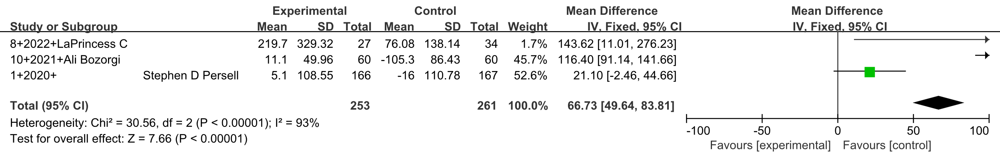 Experimental Control Mean Difference Mean Difference
Study or Subgroup Mean SD Total Mean SD Total Weight IV, Fixed, 95% CI IV, Fixed, 95% CI
8+2022+LaPrincess C 219.7 329.32 27 76.08 138.14 34 1.7% 143.62 [11.01, 276.23]
10+2021+Ali Bozorgi 11.1 49.96 60 -105.3 86.43 60 45.7% 116.40 [91.14, 141.66]
1+2020+ Stephen D Persell 5.1 108.55 166 -16 110.78 167 52.6% 21.10 [-2.46, 44.66]
Total (95% CI) 253 261 100.0% 66.73 [49.64, 83.81]
Heterogeneity: Chi² = 30.56, df = 2 (P < 0.00001); I² = 93%
Test for overall effect: Z = 7.66 (P < 0.00001)
-100 -50 0 50 100
Favours [experimental] Favours [control]